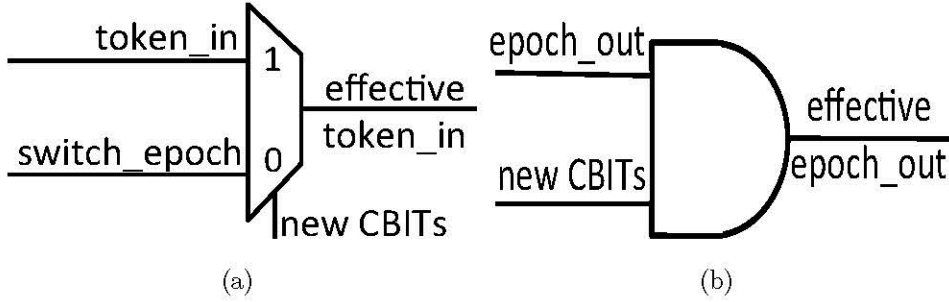 token_in
1
effective
token_in
switch_epoch
0
new CBITs
(a)
epoch_out
effective
epoch_out
new CBITs
(b)